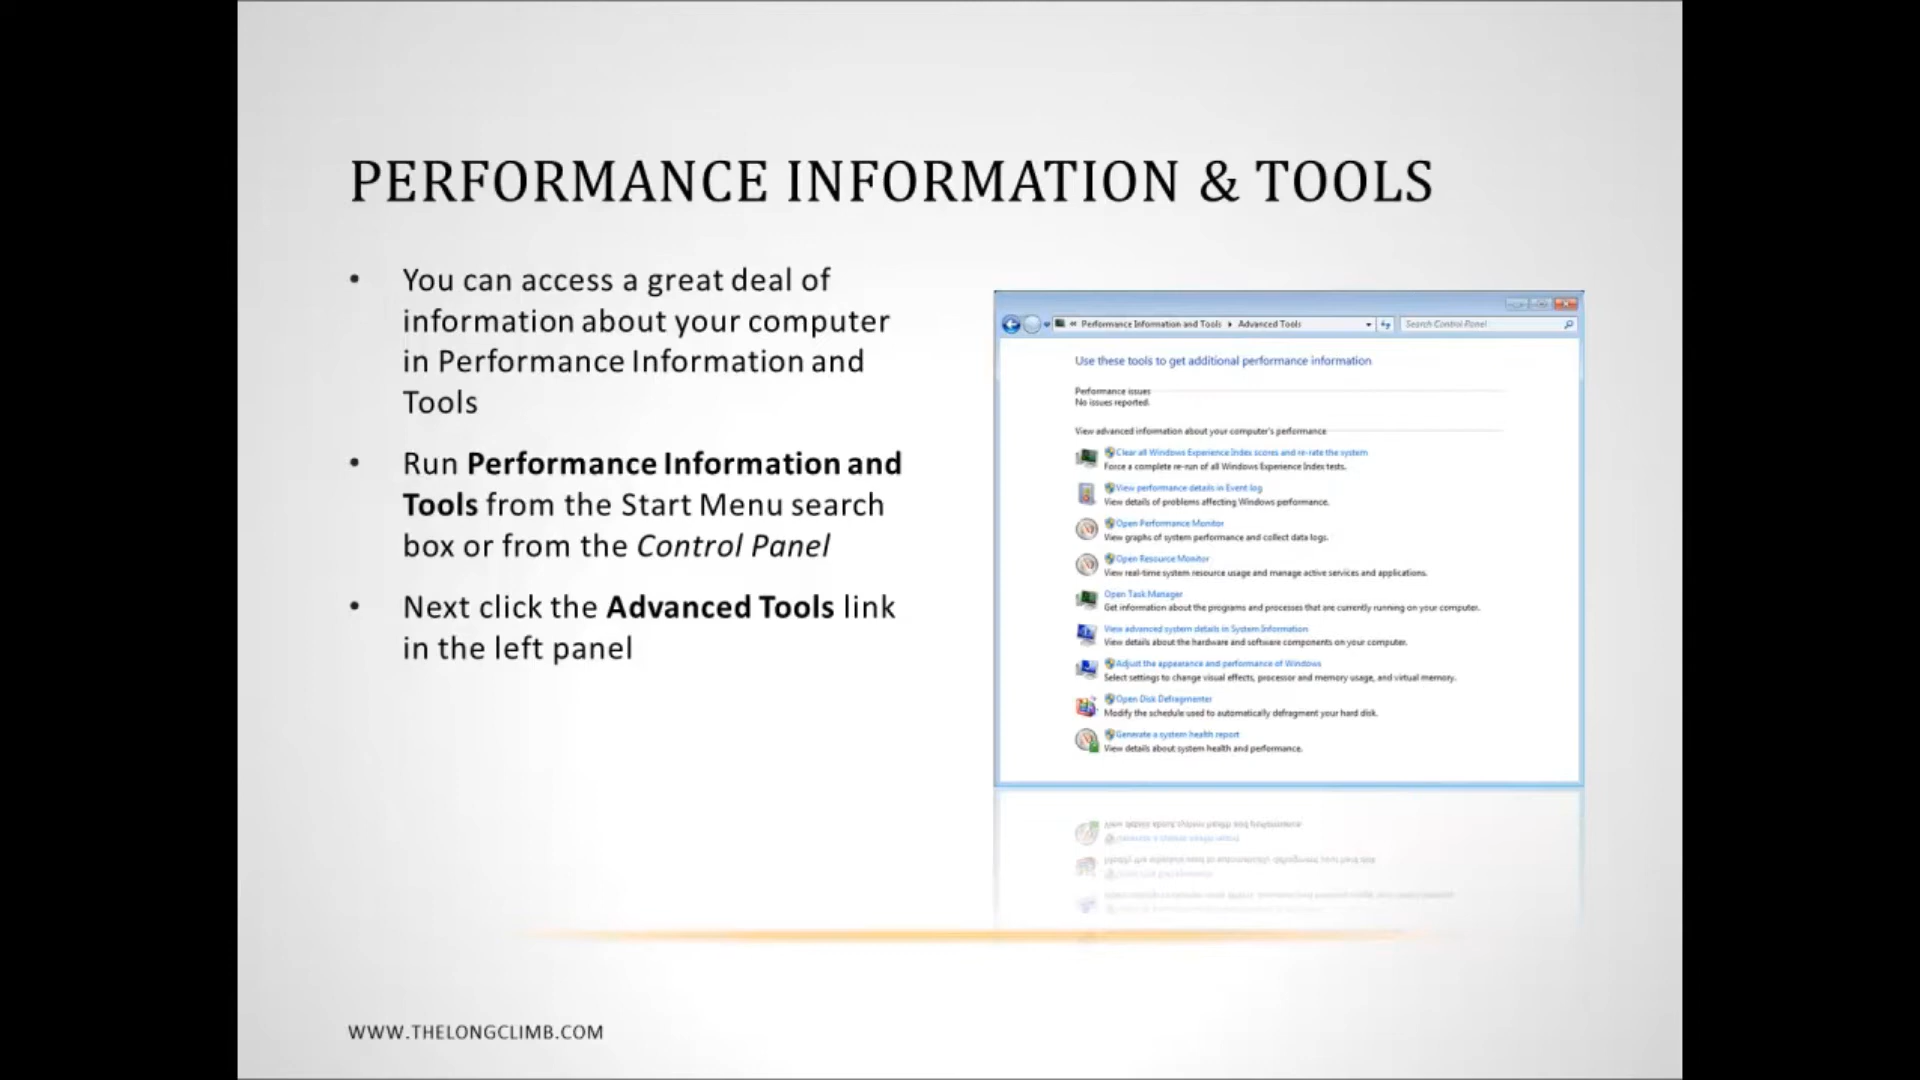 PERFORMANCE INFORMATION & TOOLS
• You can access a great deal of
information about your computer
in Performance Information and
Tools
• Run Performance Information and
Tools from the Start Menu search
box or from the Control Panel
• Next click the Advanced Tools link
in the left panel
« Performance Information and Tools ▸ Advanced Tools
Search Control Panel
Use these tools to get additional performance information
Performance issues
No issues reported.
View advanced information about your computer's performance
Clear all Windows Experience Index scores and re-rate the system
Force a complete re-run of all Windows Experience Index tests.
View performance details in Event log
View details of problems affecting Windows performance.
Open Performance Monitor
View graphs of system performance and collect data logs.
Open Resource Monitor
View real-time system resource usage and manage active services and applications.
Open Task Manager
Get information about the programs and processes that are currently running on your computer.
View advanced system details in System Information
View details about the hardware and software components on your computer.
Adjust the appearance and performance of Windows
Select settings to change visual effects, processor and memory usage, and virtual memory.
Open Disk Defragmenter
Modify the schedule used to automatically defragment your hard disk.
Generate a system health report
View details about system health and performance.
WWW.THELONGCLIMB.COM